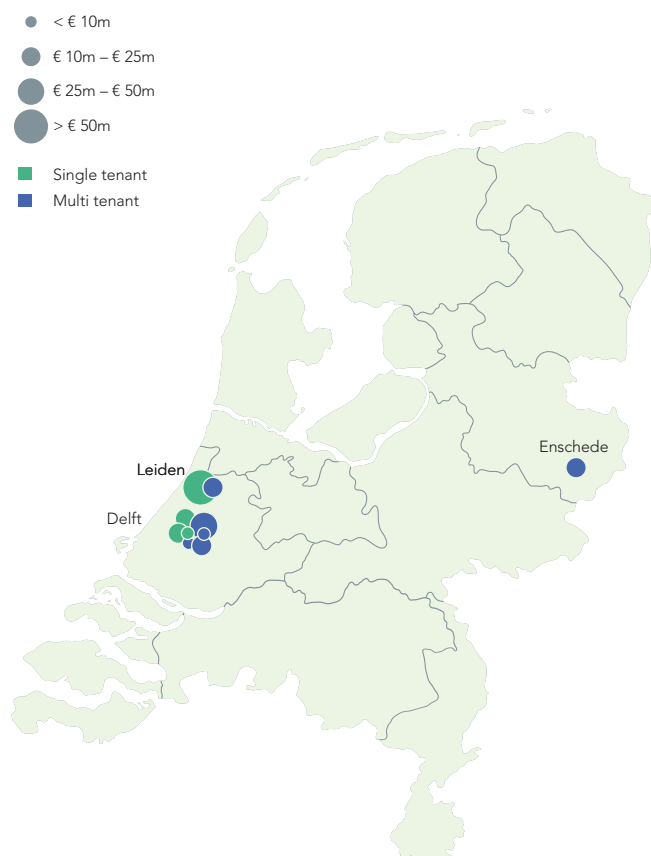 < € 10m
€ 10m – € 25m
€ 25m – € 50m
> € 50m
Single tenant
Multi tenant
Enschede
Leiden
Delft